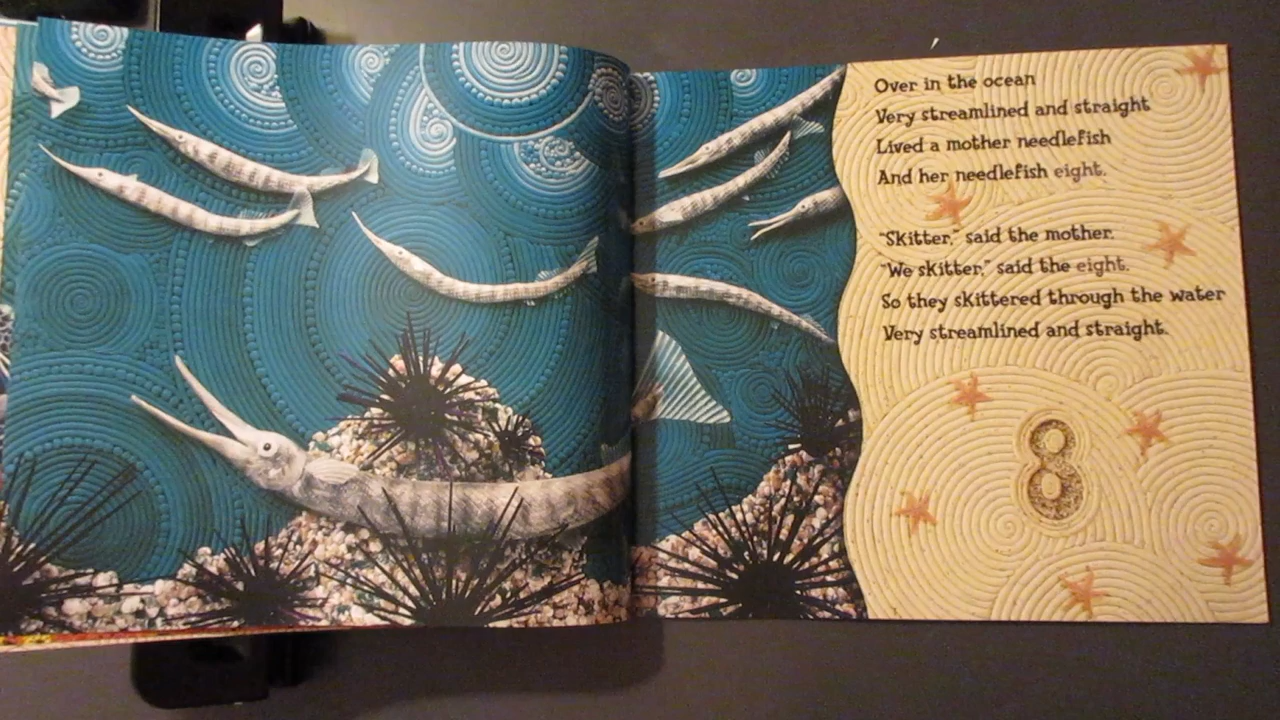 Over in the ocean
Very streamlined and straight
Lived a mother needlefish
And her needlefish eight.
"Skitter," said the mother.
"We skitter," said the eight.
So they skittered through the water
Very streamlined and straight.
8